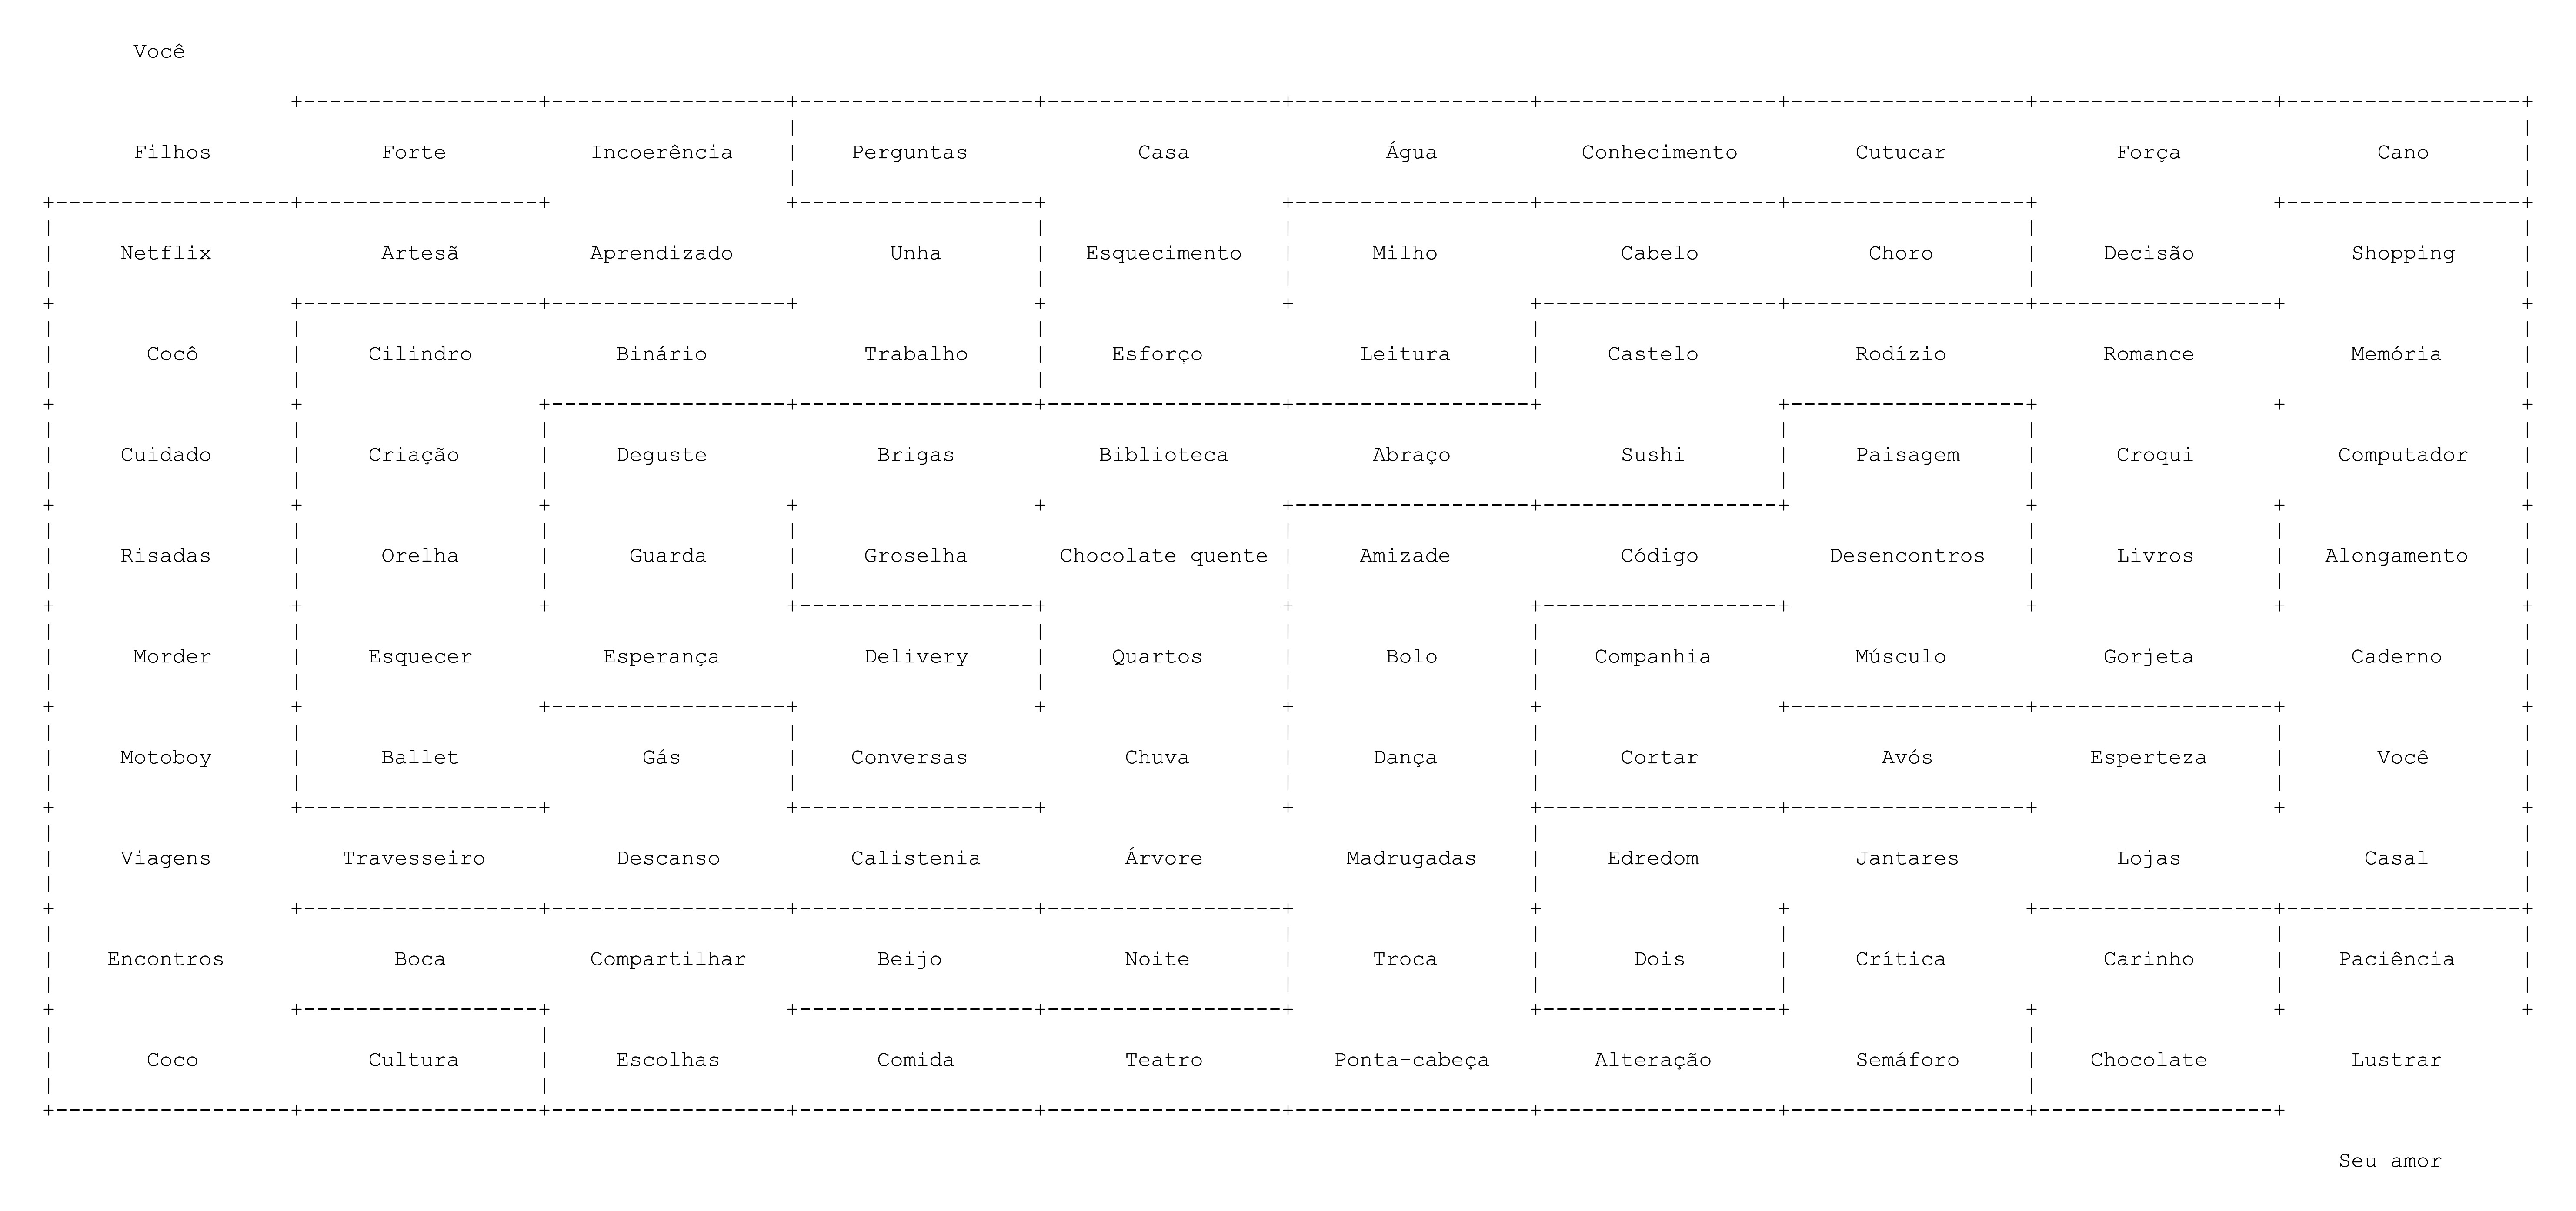 Você
Filhos Forte Incoerência Perguntas Casa Água Conhecimento Cutucar Força Cano
Netflix Artesã Aprendizado Unha Esquecimento Milho Cabelo Choro Decisão Shopping
Cocô Cilindro Binário Trabalho Esforço Leitura Castelo Rodízio Romance Memória
Cuidado Criação Deguste Brigas Biblioteca Abraço Sushi Paisagem Croqui Computador
Risadas Orelha Guarda Groselha Chocolate quente Amizade Código Desencontros Livros Alongamento
Morder Esquecer Esperança Delivery Quartos Bolo Companhia Músculo Gorjeta Caderno
Motoboy Ballet Gás Conversas Chuva Dança Cortar Avós Esperteza Você
Viagens Travesseiro Descanso Calistenia Árvore Madrugadas Edredom Jantares Lojas Casal
Encontros Boca Compartilhar Beijo Noite Troca Dois Crítica Carinho Paciência
Coco Cultura Escolhas Comida Teatro Ponta-cabeça Alteração Semáforo Chocolate Lustrar
Seu amor